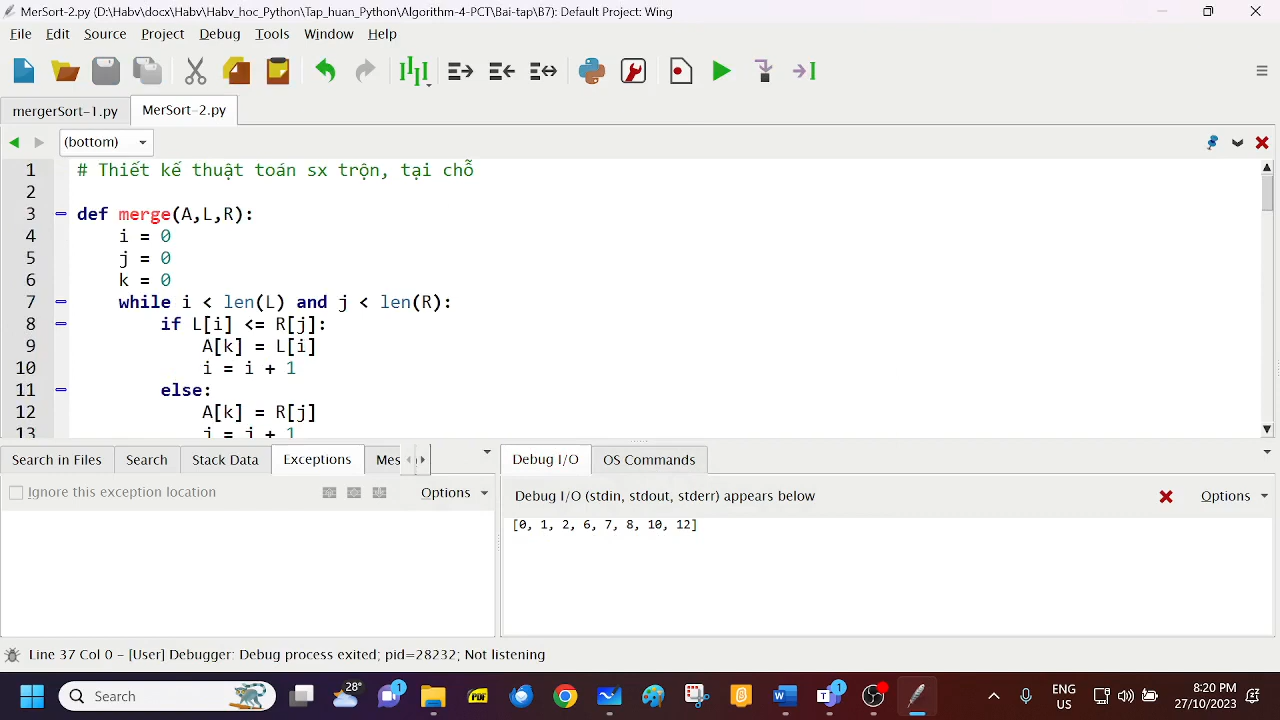 MerSort-2.py (D:\Habv\docx\Habv\Habv_hoc_Python\Tap_huan_Python\Algorithm-4-PCT\Bai-tap\B7): Default Project: Wing
File Edit Source Project Debug Tools Window Help
mergerSort-1.py MerSort-2.py
(bottom)
1 # Thiết kế thuật toán sx trộn, tại chỗ
2
3 def merge(A,L,R):
4 i = 0
5 j = 0
6 k = 0
7 while i < len(L) and j < len(R):
8 if L[i] <= R[j]:
9 A[k] = L[i]
10 i = i + 1
11 else:
12 A[k] = R[j]
13 j = j + 1
Search in Files Search Stack Data Exceptions Mes Debug I/O OS Commands
Ignore this exception location Options Debug I/O (stdin, stdout, stderr) appears below Options
[0, 1, 2, 6, 7, 8, 10, 12]
Line 37 Col 0 – [User] Debugger: Debug process exited; pid=28232; Not listening
Search PDF 28° 1 1 ENG 8:20 PM
US 27/10/2023